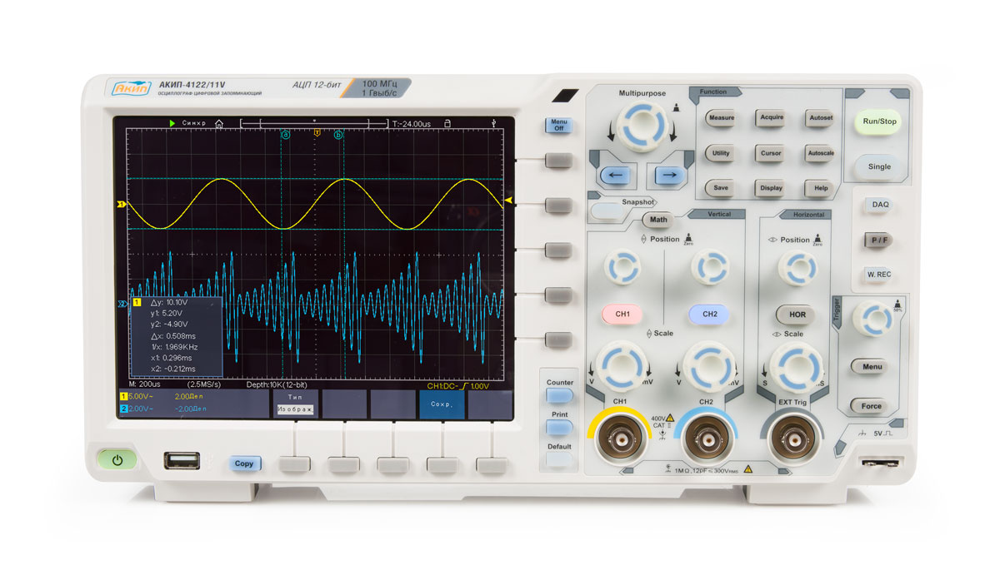 АКИП
АКИП-4122/11V
ОСЦИЛЛОГРАФ ЦИФРОВОЙ ЗАПОМИНАЮЩИЙ
АЦП 12-бит
100 МГц
1 Гвыб/с
Синхр
T:-24.00us
a
T
b
1
2
1
Δy: 10.10V
y1: 5.20V
y2: -4.90V
Δx: 0.508ms
1/x: 1.969KHz
x1: 0.296ms
x2: -0.212ms
M: 200us (2.5MS/s) Depth:10K(12-bit) CH1:DC- 1.00V
1 5.00V~ 2.00Дел
2 2.00V~ -2.00Дел
Тип
Изображ.
Сохр.
Copy
Menu
Off
Multipurpose
Function
Measure Acquire Autoset
Utility Cursor Autoscale
Save Display Help
Run/Stop
Single
Snapshot
Math
Vertical
Horizontal
DAQ
P / F
W. REC
Position
Zero
Position
Zero
CH1
CH2
HOR
Scale
Scale
V mV
V mV
S
Trigger
50%
Menu
Force
Counter
Print
Default
CH1
CH2
EXT Trig
400V
CAT II
1MΩ,12pF≤300VRMS
5V